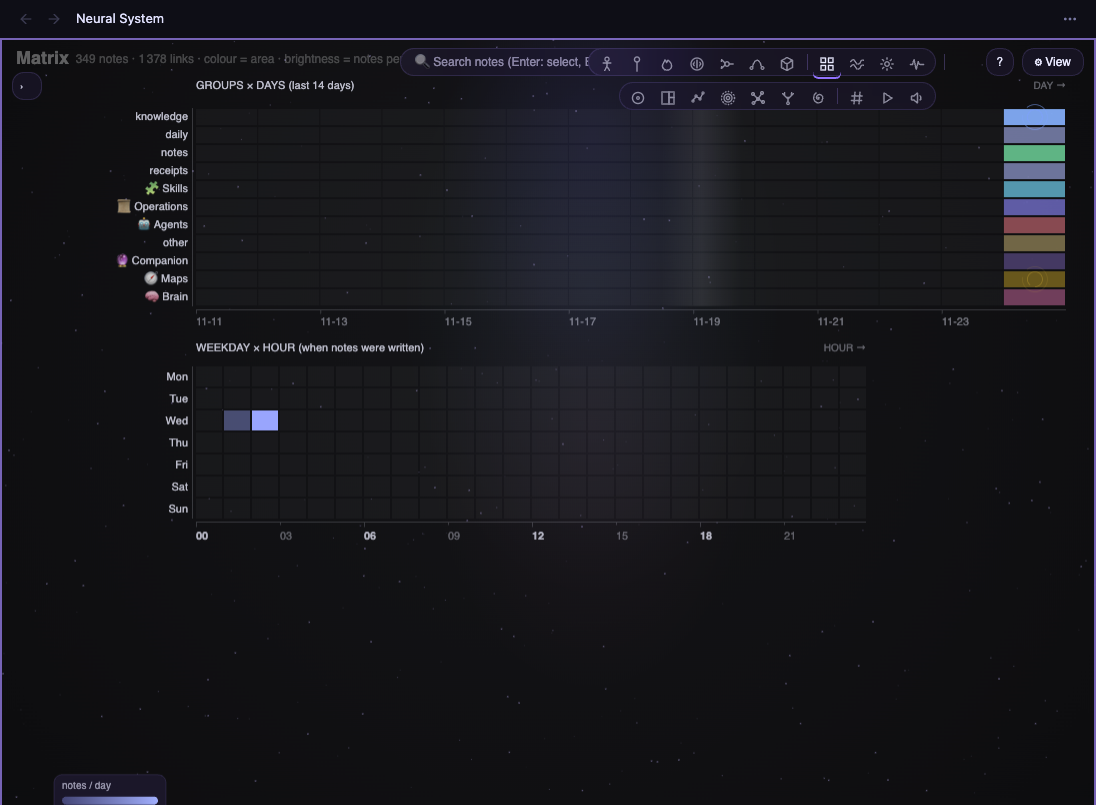 Neural System
Matrix 349 notes · 1378 links · colour = area · brightness = notes pe
Search notes (Enter: select, E
?
View
GROUPS × DAYS (last 14 days)
DAY →
knowledge
daily
notes
receipts
Skills
Operations
Agents
other
Companion
Maps
Brain
11-11 11-13 11-15 11-17 11-19 11-21 11-23
WEEKDAY × HOUR (when notes were written)
HOUR →
Mon
Tue
Wed
Thu
Fri
Sat
Sun
00 03 06 09 12 15 18 21
notes / day